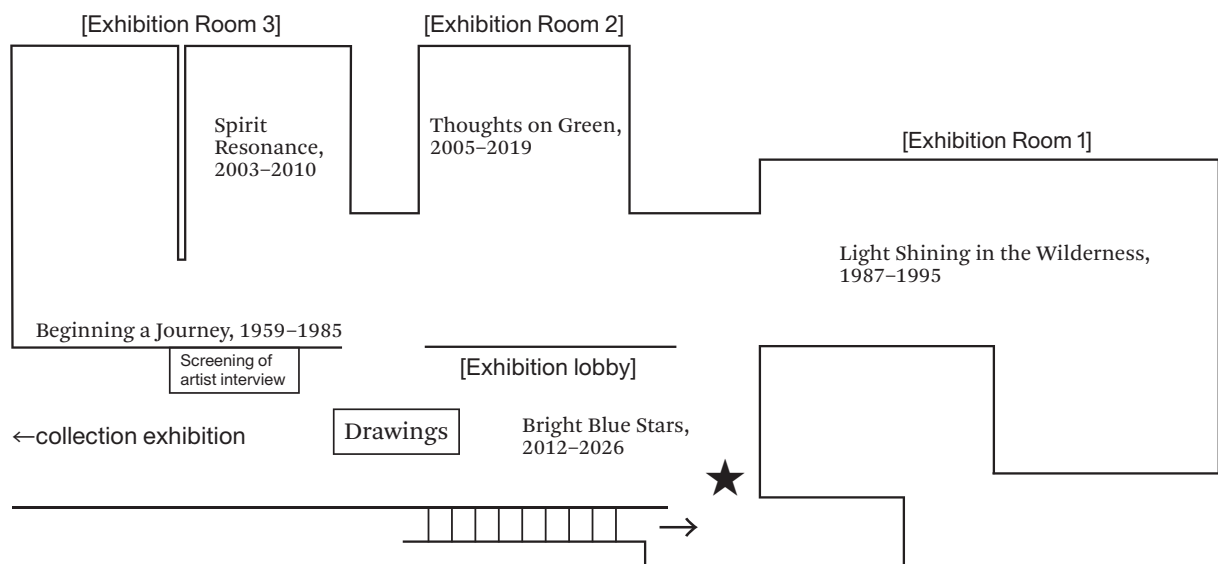 [Exhibition Room 3]
[Exhibition Room 2]
[Exhibition Room 1]
Spirit
Resonance,
2003–2010
Thoughts on Green,
2005–2019
Light Shining in the Wilderness,
1987–1995
Beginning a Journey, 1959–1985
Screening of
artist interview
[Exhibition lobby]
←collection exhibition
Drawings
Bright Blue Stars,
2012–2026